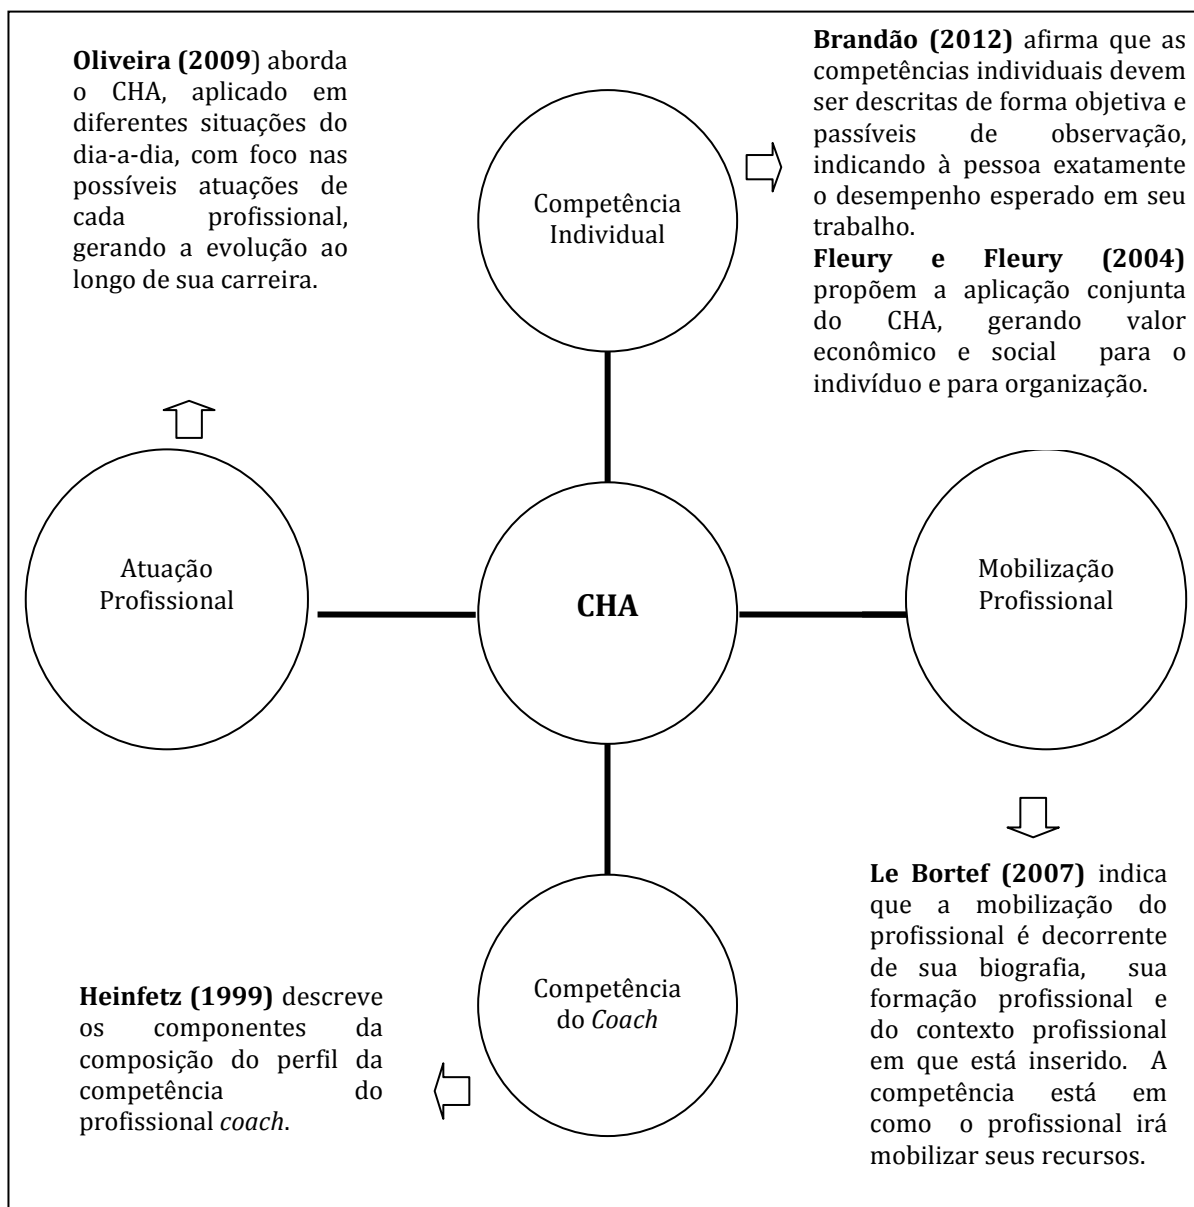 Oliveira (2009) aborda
o CHA, aplicado em
diferentes situações do
dia-a-dia, com foco nas
possíveis atuações de
cada profissional,
gerando a evolução ao
longo de sua carreira.
Competência
Individual
Brandão (2012) afirma que as
competências individuais devem
ser descritas de forma objetiva e
passíveis de observação,
indicando à pessoa exatamente
o desempenho esperado em seu
trabalho.
Fleury e Fleury (2004)
propõem a aplicação conjunta
do CHA, gerando valor
econômico e social para o
indivíduo e para organização.
Atuação
Profissional
CHA
Mobilização
Profissional
Heinfetz (1999) descreve
os componentes da
composição do perfil da
competência do
profissional coach.
Competência
do Coach
Le Bortef (2007) indica
que a mobilização do
profissional é decorrente
de sua biografia, sua
formação profissional e
do contexto profissional
em que está inserido. A
competência está em
como o profissional irá
mobilizar seus recursos.